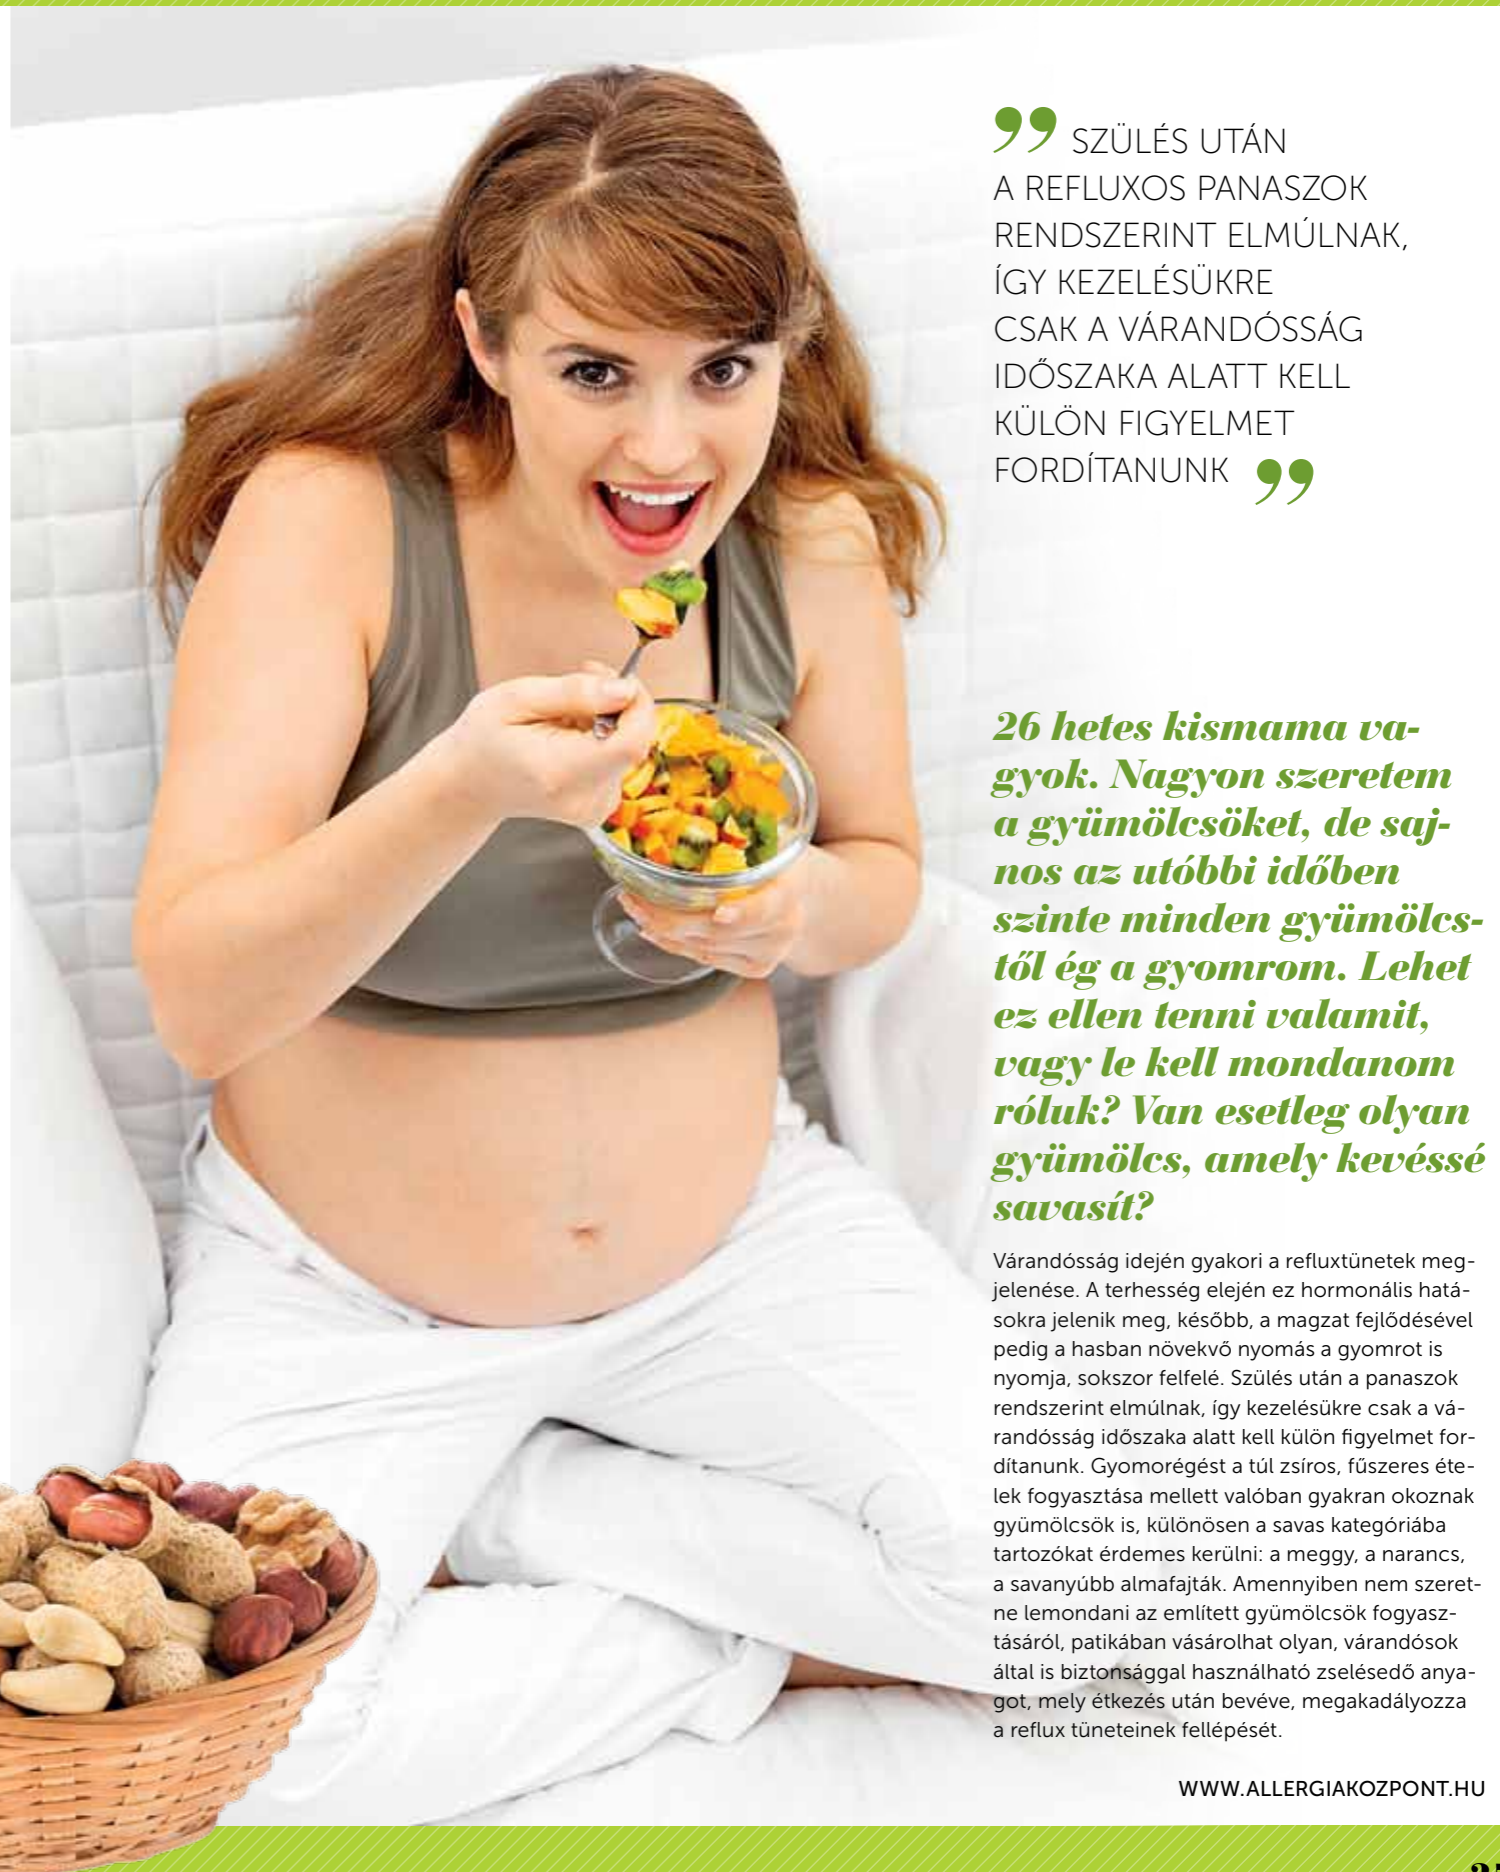 ” SZÜLÉS UTÁN
A REFLUXOS PANASZOK
RENDSZERINT ELMÚLNAK,
ÍGY KEZELÉSÜKRE
CSAK A VÁRANDÓSSÁG
IDŐSZAKA ALATT KELL
KÜLÖN FIGYELMET
FORDÍTANUNK ”
26 hetes kismama va-
gyok. Nagyon szeretem
a gyümölcsöket, de saj-
nos az utóbbi időben
szinte minden gyümölcs-
től ég a gyomrom. Lehet
ez ellen tenni valamit,
vagy le kell mondanom
róluk? Van esetleg olyan
gyümölcs, amely kevéssé
savasít?
Várandósság idején gyakori a refluxtünetek meg-
jelenése. A terhesség elején ez hormonális hatá-
sokra jelenik meg, később, a magzat fejlődésével
pedig a hasban növekvő nyomás a gyomrot is
nyomja, sokszor felfelé. Szülés után a panaszok
rendszerint elmúlnak, így kezelésükre csak a vá-
randósság időszaka alatt kell külön figyelmet for-
dítanunk. Gyomorégést a túl zsíros, fűszeres éte-
lek fogyasztása mellett valóban gyakran okoznak
gyümölcsök is, különösen a savas kategóriába
tartozókat érdemes kerülni: a meggy, a narancs,
a savanyúbb almafajták. Amennyiben nem szeret-
ne lemondani az említett gyümölcsök fogyasz-
tásáról, patikában vásárolhat olyan, várandósok
által is biztonsággal használható zselésedő anya-
got, mely étkezés után bevéve, megakadályozza
a reflux tüneteinek fellépését.
WWW.ALLERGIAKOZPONT.HU